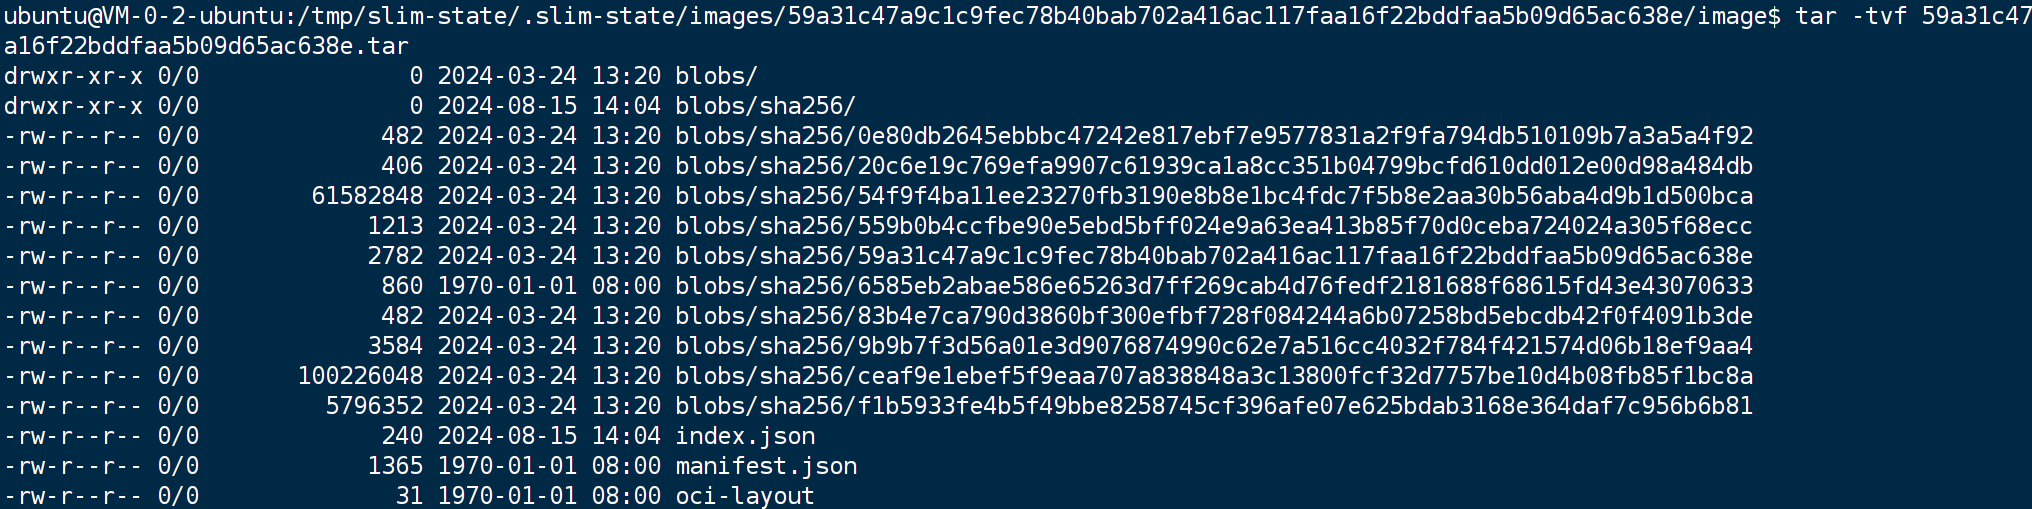 ubuntu@VM-0-2-ubuntu:/tmp/slim-state/.slim-state/images/59a31c47a9c1c9fec78b40bab702a416ac117faa16f22bddfaa5b09d65ac638e/image$ tar -tvf 59a31c47
a16f22bddfaa5b09d65ac638e.tar
drwxr-xr-x 0/0               0 2024-03-24 13:20 blobs/
drwxr-xr-x 0/0               0 2024-08-15 14:04 blobs/sha256/
-rw-r--r-- 0/0             482 2024-03-24 13:20 blobs/sha256/0e80db2645ebbbc47242e817ebf7e9577831a2f9fa794db510109b7a3a5a4f92
-rw-r--r-- 0/0             406 2024-03-24 13:20 blobs/sha256/20c6e19c769efa9907c61939ca1a8cc351b04799bcfd610dd012e00d98a484db
-rw-r--r-- 0/0        61582848 2024-03-24 13:20 blobs/sha256/54f9f4ba11ee23270fb3190e8b8e1bc4fdc7f5b8e2aa30b56aba4d9b1d500bca
-rw-r--r-- 0/0            1213 2024-03-24 13:20 blobs/sha256/559b0b4ccfbe90e5ebd5bff024e9a63ea413b85f70d0ceba724024a305f68ecc
-rw-r--r-- 0/0            2782 2024-03-24 13:20 blobs/sha256/59a31c47a9c1c9fec78b40bab702a416ac117faa16f22bddfaa5b09d65ac638e
-rw-r--r-- 0/0             860 1970-01-01 08:00 blobs/sha256/6585eb2abae586e65263d7ff269cab4d76fedf2181688f68615fd43e43070633
-rw-r--r-- 0/0             482 2024-03-24 13:20 blobs/sha256/83b4e7ca790d3860bf300efbf728f084244a6b07258bd5ebcdb42f0f4091b3de
-rw-r--r-- 0/0            3584 2024-03-24 13:20 blobs/sha256/9b9b7f3d56a01e3d9076874990c62e7a516cc4032f784f421574d06b18ef9aa4
-rw-r--r-- 0/0       100226048 2024-03-24 13:20 blobs/sha256/ceaf9e1ebef5f9eaa707a838848a3c13800fcf32d7757be10d4b08fb85f1bc8a
-rw-r--r-- 0/0         5796352 2024-03-24 13:20 blobs/sha256/f1b5933fe4b5f49bbe8258745cf396afe07e625bdab3168e364daf7c956b6b81
-rw-r--r-- 0/0             240 2024-08-15 14:04 index.json
-rw-r--r-- 0/0            1365 1970-01-01 08:00 manifest.json
-rw-r--r-- 0/0              31 1970-01-01 08:00 oci-layout